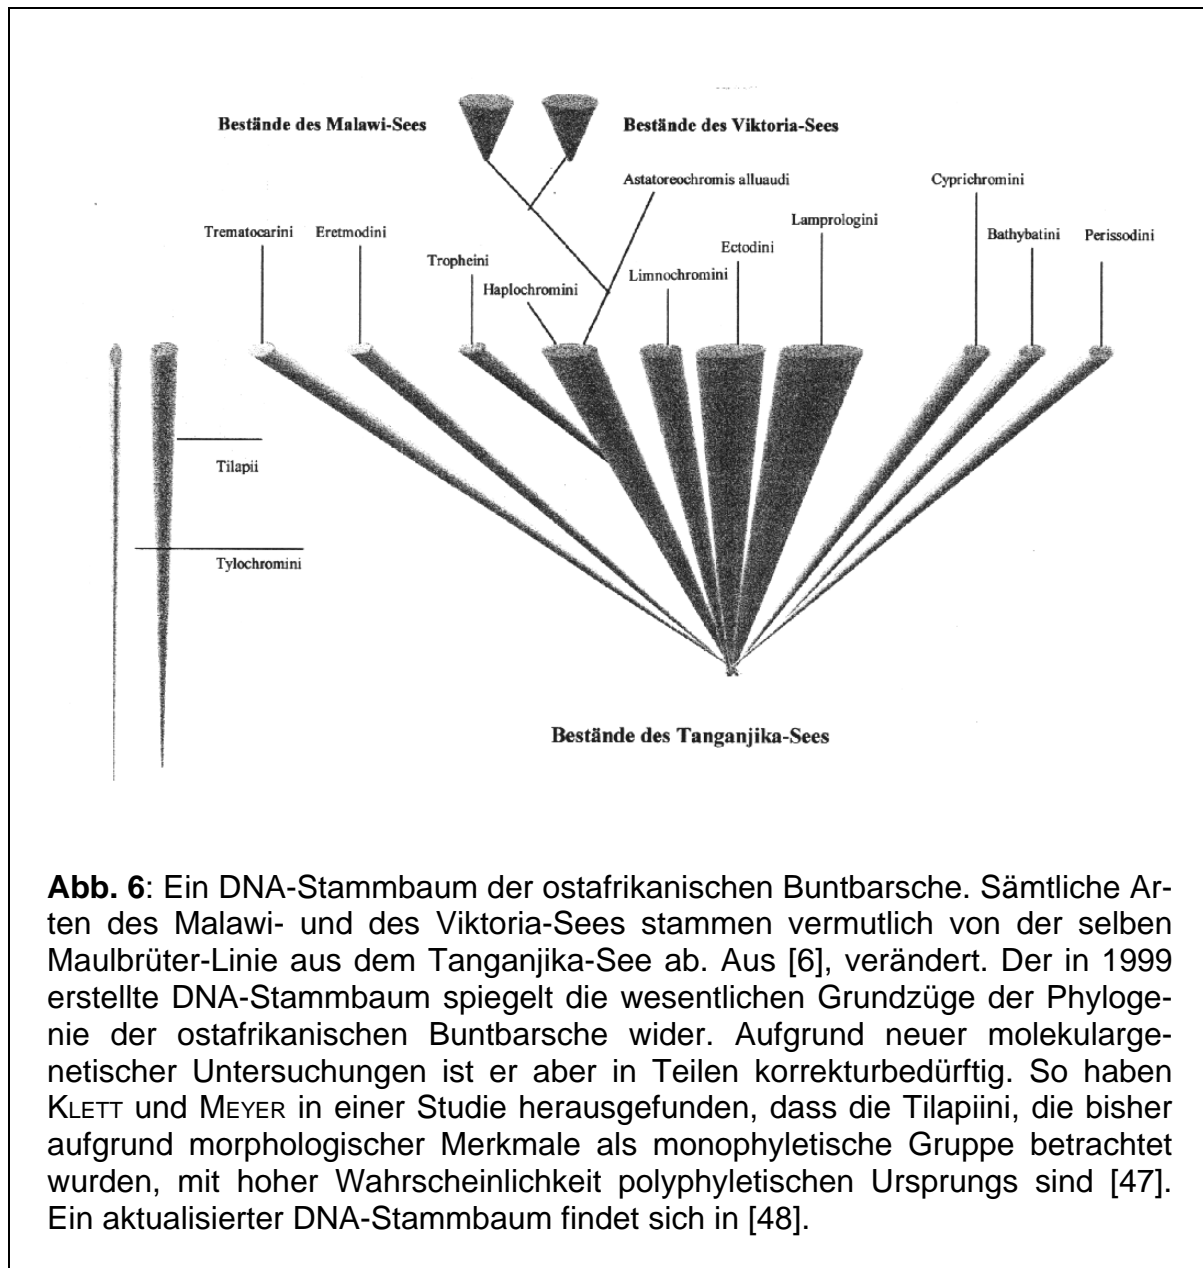 Bestände des Malawi-Sees
Bestände des Viktoria-Sees
Astatoreochromis alluaudi
Cyprichromini
Trematocarini
Eretmodini
Tropheini
Haplochromini
Limnochromini
Ectodini
Lamprologini
Bathybatini
Perissodini
Tilapii
Tylochromini
Bestände des Tanganjika-Sees
Abb. 6: Ein DNA-Stammbaum der ostafrikanischen Buntbarsche. Sämtliche Ar-
ten des Malawi- und des Viktoria-Sees stammen vermutlich von der selben
Maulbrüter-Linie aus dem Tanganjika-See ab. Aus [6], verändert. Der in 1999
erstellte DNA-Stammbaum spiegelt die wesentlichen Grundzüge der Phyloge-
nie der ostafrikanischen Buntbarsche wider. Aufgrund neuer molekularge-
netischer Untersuchungen ist er aber in Teilen korrekturbedürftig. So haben
KLETT und MEYER in einer Studie herausgefunden, dass die Tilapiini, die bisher
aufgrund morphologischer Merkmale als monophyletische Gruppe betrachtet
wurden, mit hoher Wahrscheinlichkeit polyphyletischen Ursprungs sind [47].
Ein aktualisierter DNA-Stammbaum findet sich in [48].